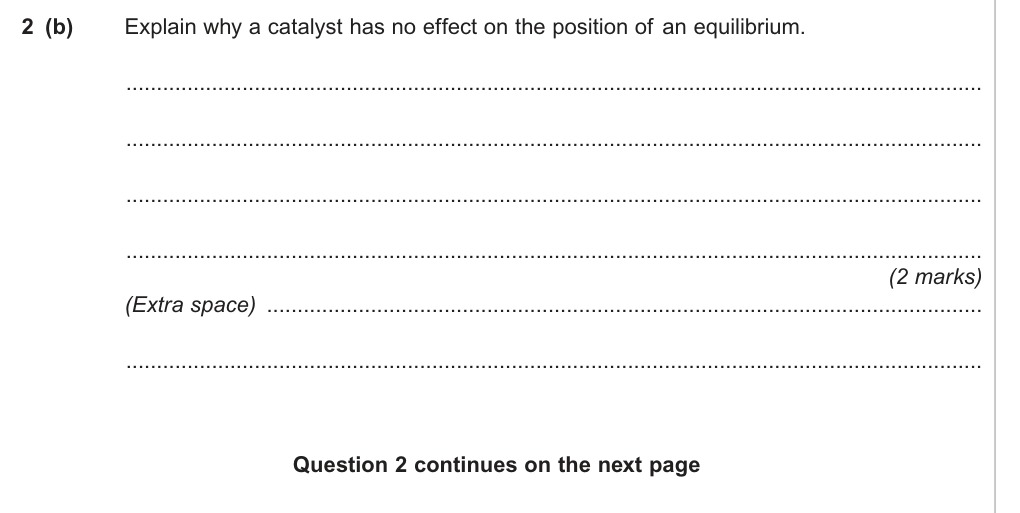 2 (b) Explain why a catalyst has no effect on the position of an equilibrium.
(2 marks)
(Extra space)
Question 2 continues on the next page